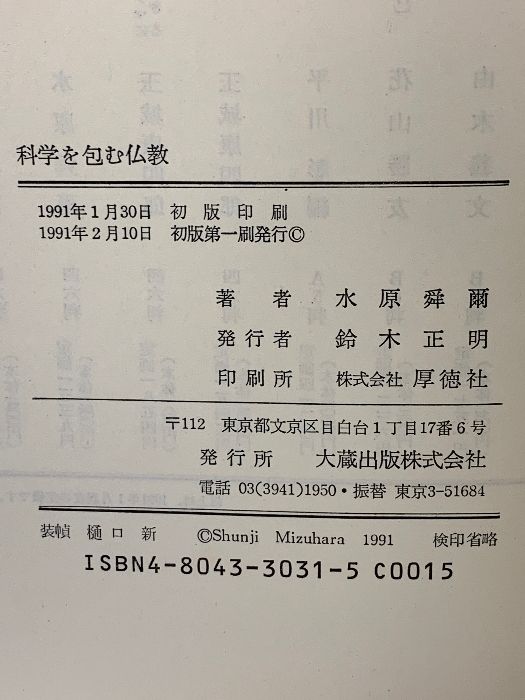 科学を包む仏教
1991年1月30日 初版印刷
1991年2月10日 初版第一刷発行©
著者 水原舜爾
発行者 鈴木正明
印刷所 株式会社 厚徳社
〒112 東京都文京区目白台1丁目17番6号
発行所 大蔵出版株式会社
電話 03(3941)1950・振替 東京3-51684
装幀 樋口新 ©Shunji Mizuhara 1991 検印省略
ISBN4-8043-3031-5 C0015